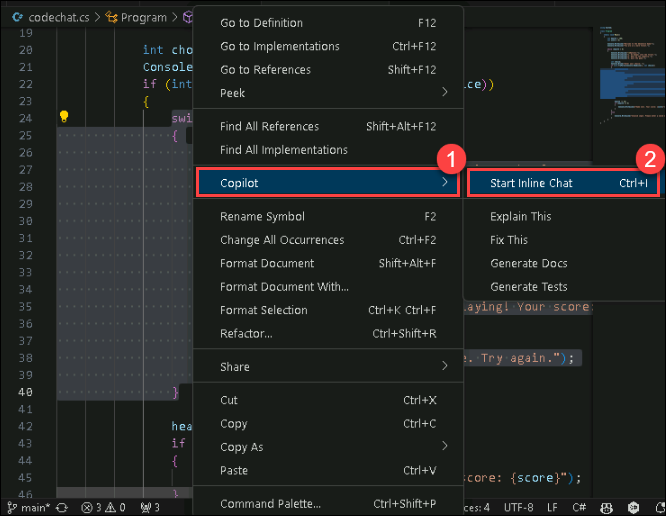 codechat.cs > Program >
19
20 int cho
21 Console
22 if (int ice))
23 {
24 swi
25 {
26
27
28
29
30
31
32
33
34
35
36 laying! Your score:
37
38 e. Try again.");
39
40 }
41
42 hea
43 if
44 {
45 score: {score}");
46 }
Go to Definition F12
Go to Implementations Ctrl+F12
Go to References Shift+F12
Peek
Find All References Shift+Alt+F12
Find All Implementations
1
Copilot
Rename Symbol F2
Change All Occurrences Ctrl+F2
Format Document Shift+Alt+F
Format Document With...
Format Selection Ctrl+K Ctrl+F
Refactor... Ctrl+Shift+R
Share
Cut Ctrl+X
Copy Ctrl+C
Copy As
Paste Ctrl+V
Command Palette... Ctrl+Shift+P
2
Start Inline Chat Ctrl+I
Explain This
Fix This
Generate Docs
Generate Tests
main* 3 0 3 ces: 4 UTF-8 LF C#